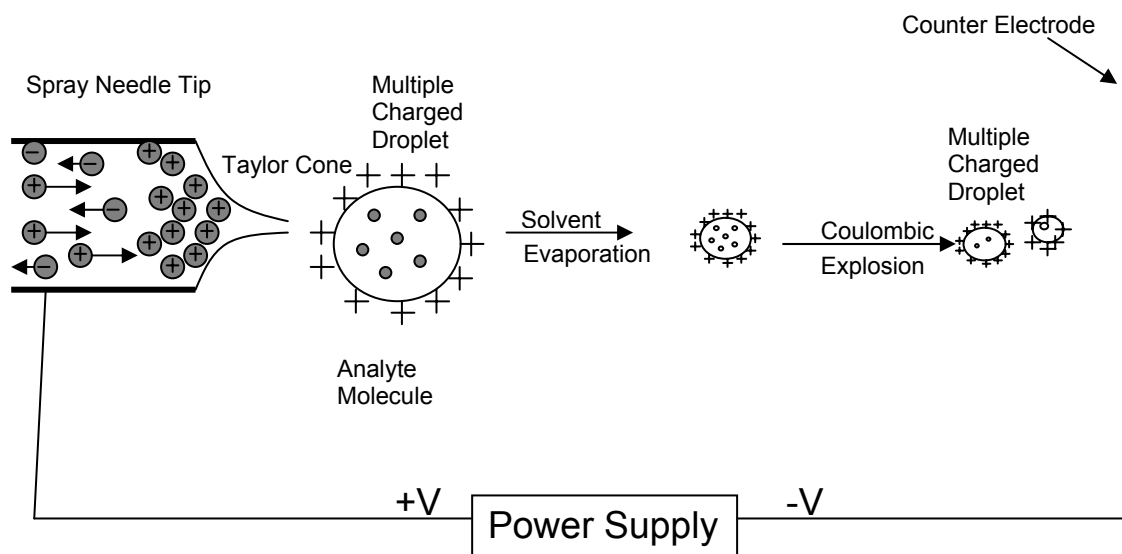 Counter Electrode
Spray Needle Tip
Multiple
Charged
Droplet
Taylor Cone
Multiple
Charged
Droplet
Solvent
Evaporation
Coulombic
Explosion
Analyte
Molecule
+V
Power Supply
-V